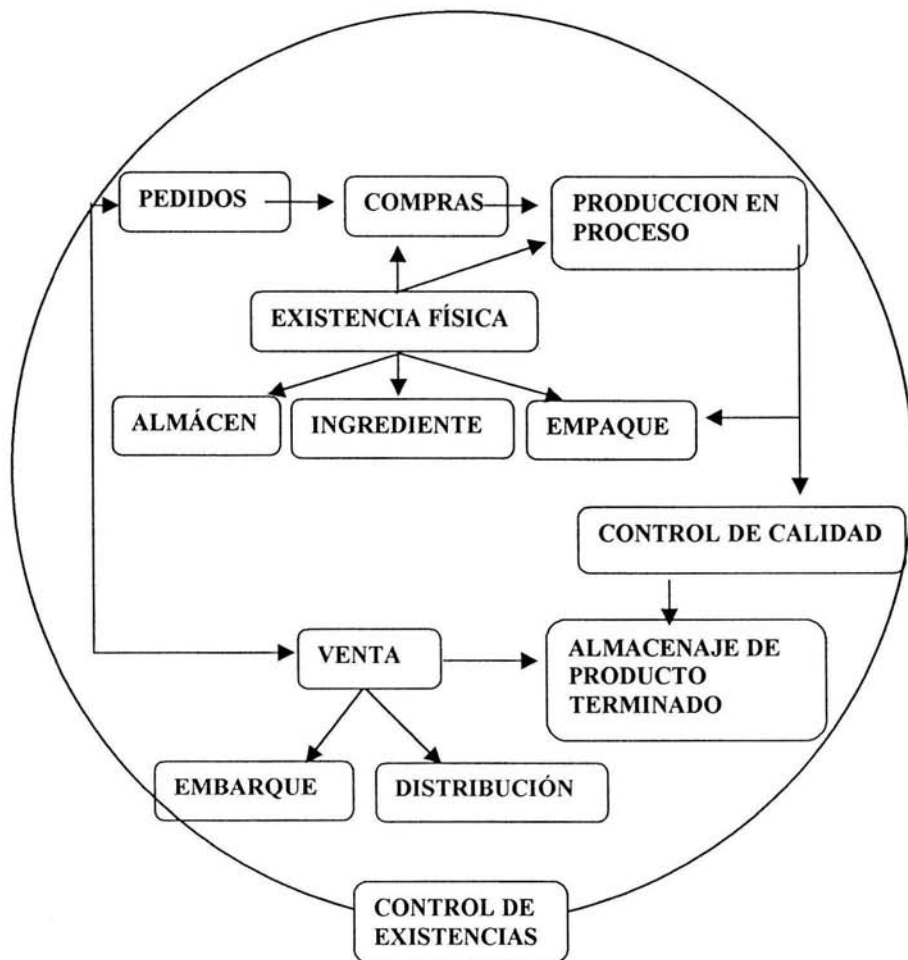 PEDIDOS
COMPRAS
PRODUCCION EN
PROCESO
EXISTENCIA FÍSICA
ALMÁCEN
INGREDIENTE
EMPAQUE
CONTROL DE CALIDAD
VENTA
ALMACENAJE DE
PRODUCTO
TERMINADO
EMBARQUE
DISTRIBUCIÓN
CONTROL DE
EXISTENCIAS